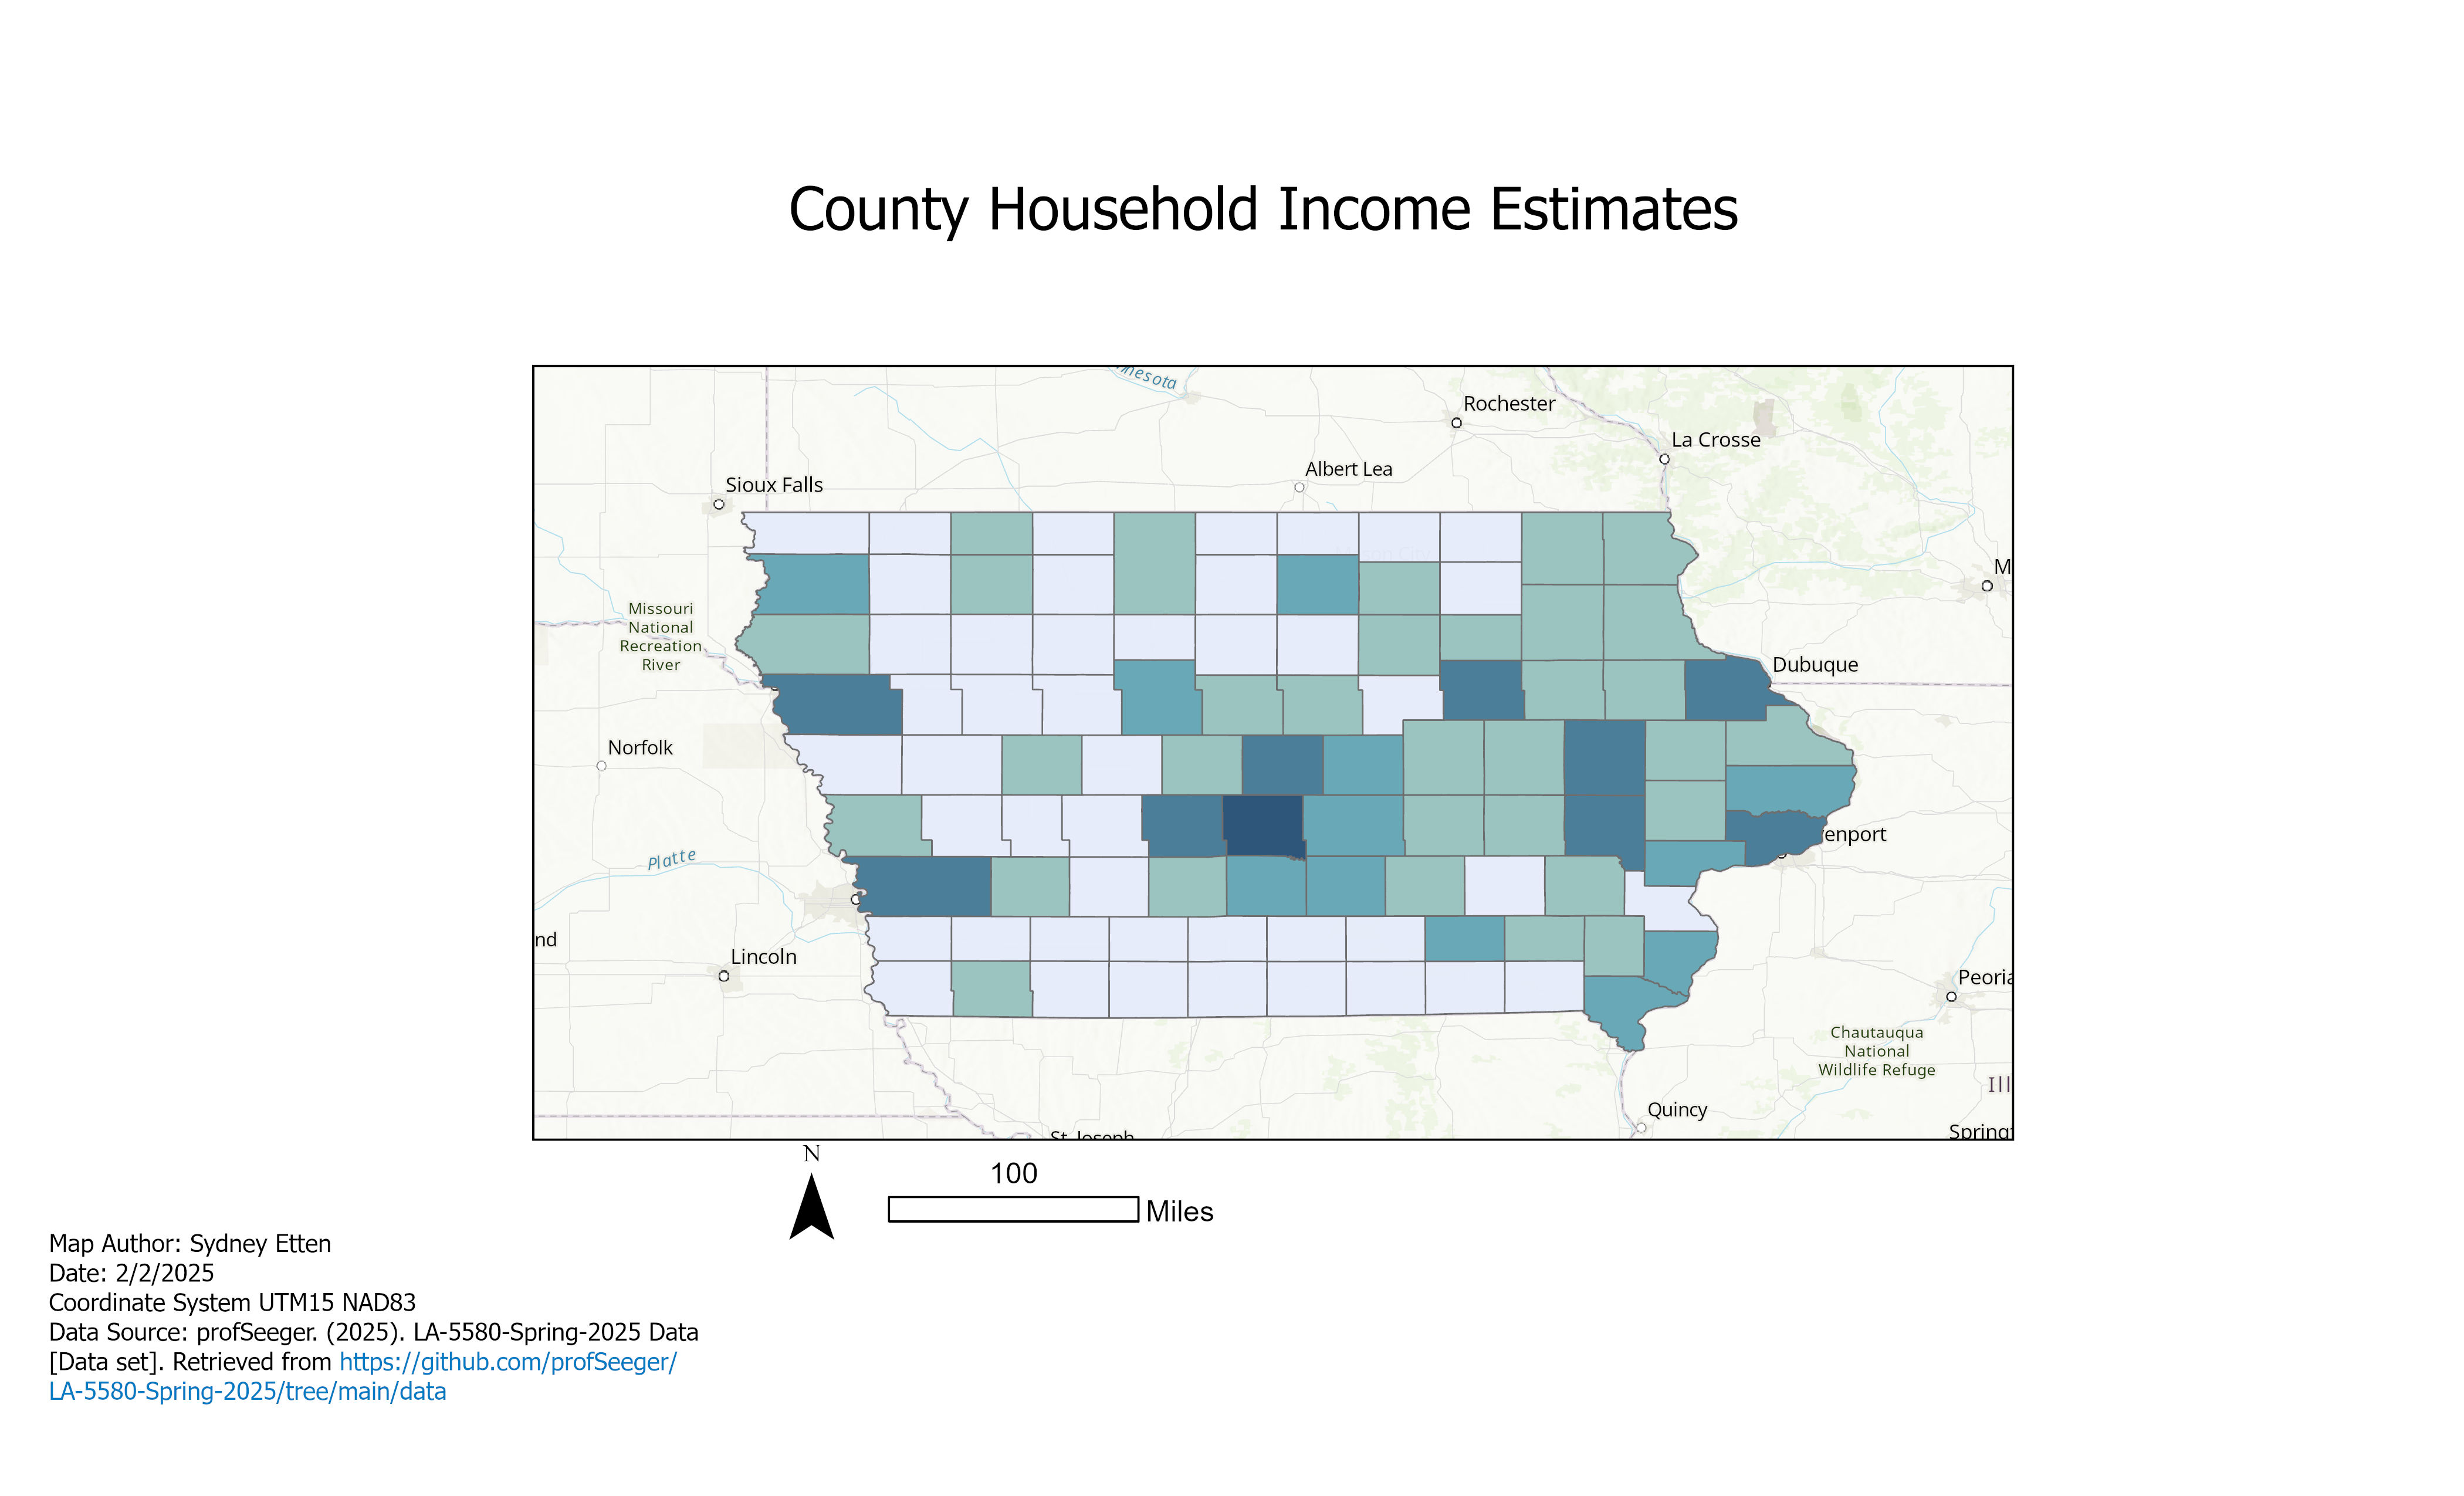 County Household Income Estimates
nesota
Rochester
La Crosse
Albert Lea
Sioux Falls
M
Missouri
National
Recreation
River
Dubuque
Norfolk
enport
Platte
nd
Lincoln
Peoria
Chautauqua
National
Wildlife Refuge
Ill
Quincy
St Joseph
Spring
N
100
Miles
Map Author: Sydney Etten
Date: 2/2/2025
Coordinate System UTM15 NAD83
Data Source: profSeeger. (2025). LA-5580-Spring-2025 Data
[Data set]. Retrieved from https://github.com/profSeeger/
LA-5580-Spring-2025/tree/main/data